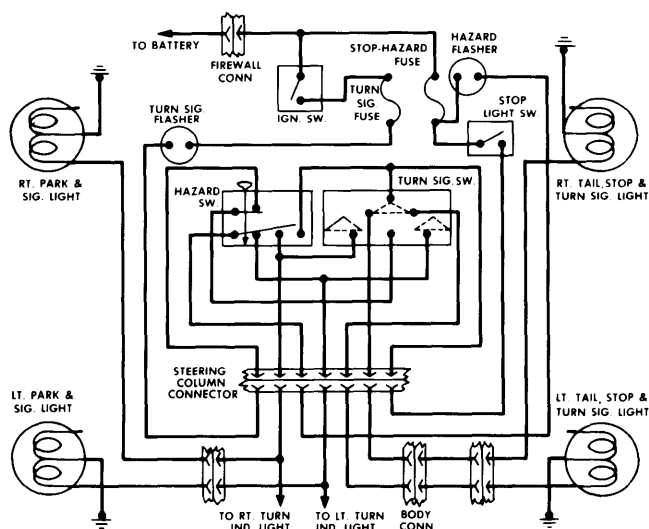 TO BATTERY
FIREWALL
CONN
STOP-HAZARD
FUSE
HAZARD
FLASHER
IGN. SW.
TURN
SIG.
FUSE
STOP
LIGHT SW
TURN SIG.
FLASHER
RT. PARK &
SIG. LIGHT
HAZARD
SW.
TURN SIG. SW.
RT. TAIL, STOP &
TURN SIG. LIGHT
STEERING
COLUMN
CONNECTOR
LT. PARK &
SIG. LIGHT
LT. TAIL, STOP &
TURN SIG. LIGHT
TO RT. TURN
IND. LIGHT
TO LT. TURN
IND. LIGHT
BODY
CONN